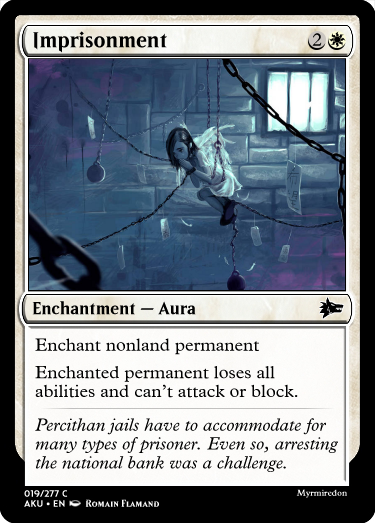 Imprisonment 2
Enchantment — Aura
Enchant nonland permanent
Enchanted permanent loses all
abilities and can't attack or block.
Percithan jails have to accommodate for
many types of prisoner. Even so, arresting
the national bank was a challenge.
019/277 C
Myrmiredon
AKU • EN Romain Flamand